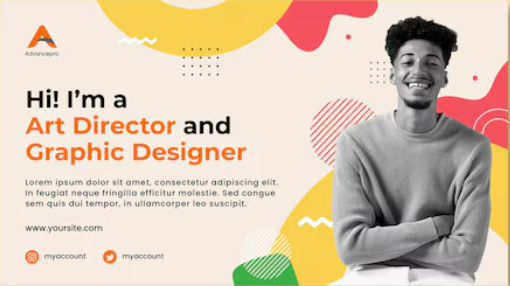 Advancepro
Hi! I'm a
Art Director and
Graphic Designer
Lorem ipsum dolor sit amet, consectetur adipiscing elit.
In feugiat neque fringilla efficitur molestie. Sed congue
sem quis dui tempor, in ullamcorper leo suscipit.
www.yoursite.com
myaccount myaccount